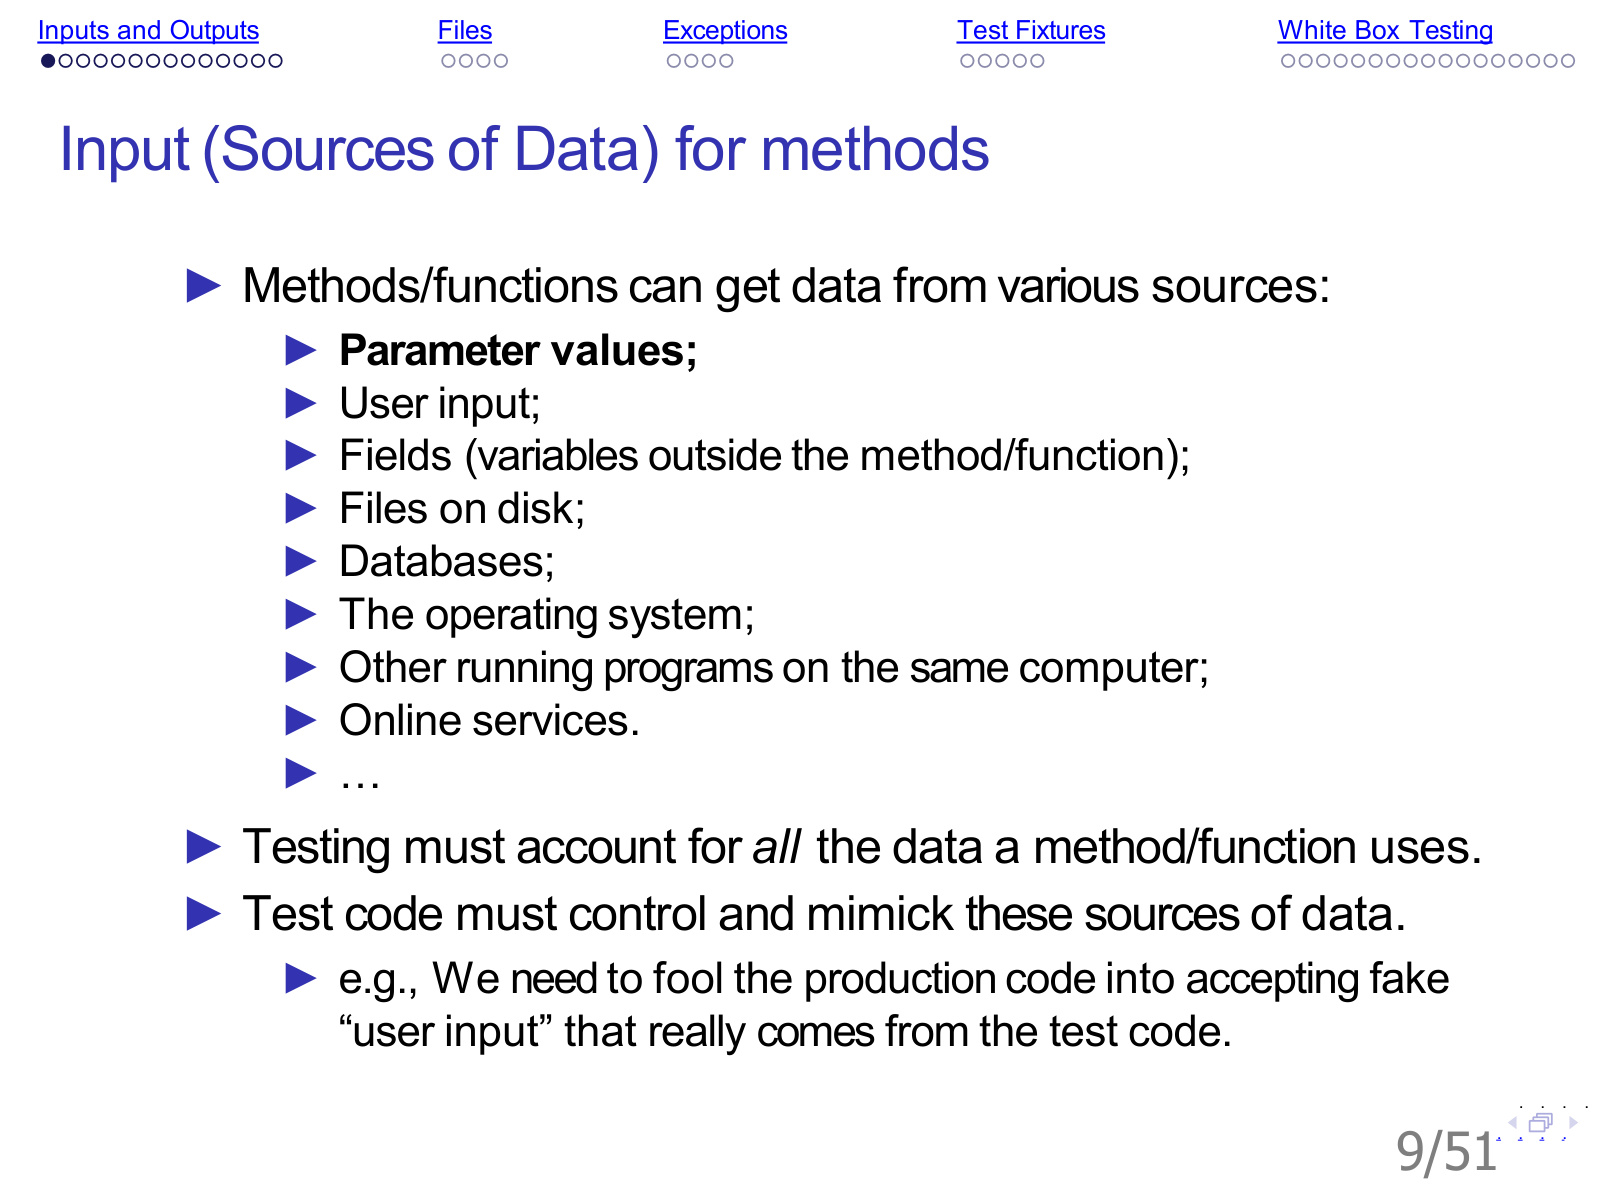 Inputs and Outputs Files Exceptions Test Fixtures White Box Testing
Input (Sources of Data) for methods
Methods/functions can get data from various sources:
Parameter values;
User input;
Fields (variables outside the method/function);
Files on disk;
Databases;
The operating system;
Other running programs on the same computer;
Online services.
…
Testing must account for all the data a method/function uses.
Test code must control and mimick these sources of data.
e.g., We need to fool the production code into accepting fake
“user input” that really comes from the test code.
9/51